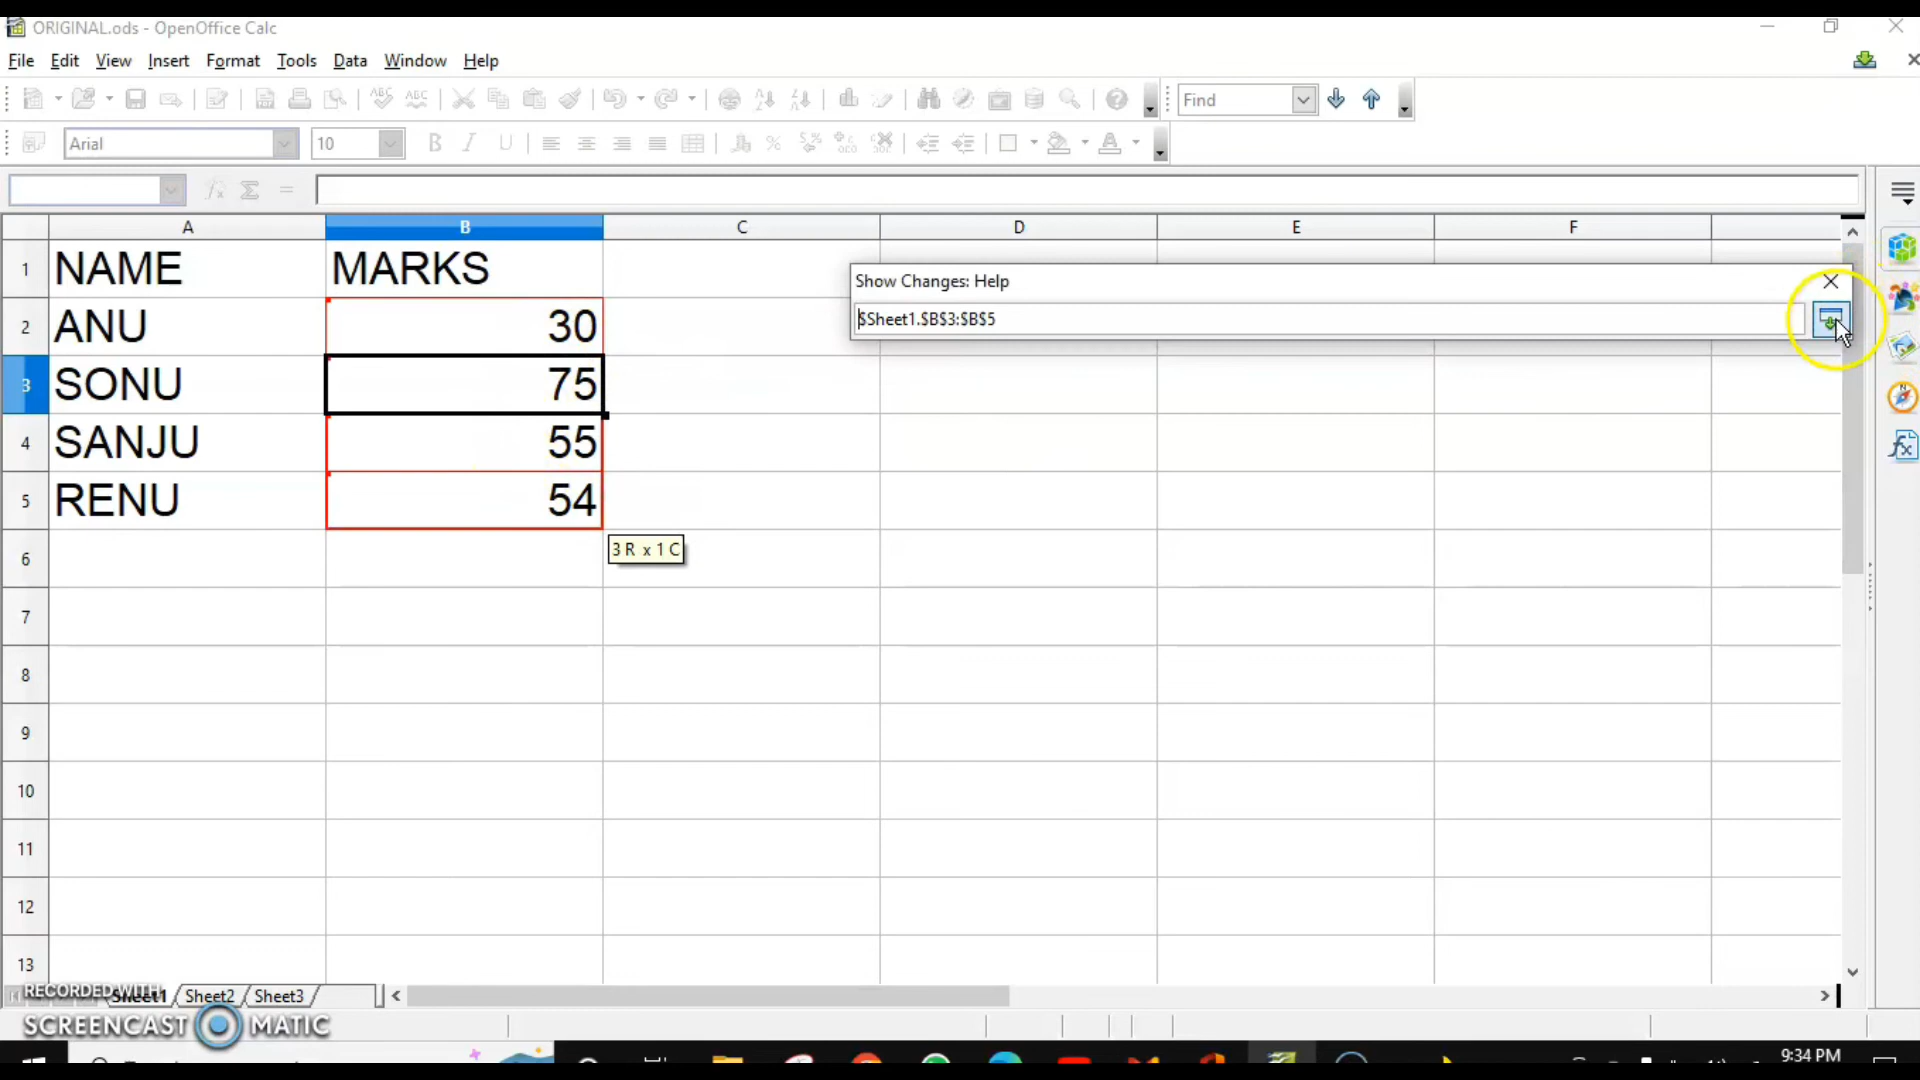 ORIGINAL.ods - OpenOffice Calc
File Edit View Insert Format Tools Data Window Help
Find
Arial 10
A B C D E F
1 NAME MARKS
2 ANU 30
3 SONU 75
4 SANJU 55
5 RENU 54
6
7
8
9
10
11
12
13
Show Changes: Help
$Sheet1.$B$3:$B$5
3 R x 1 C
RECORDED WITH
Sheet1 Sheet2 Sheet3
SCREENCAST MATIC
9:34 PM